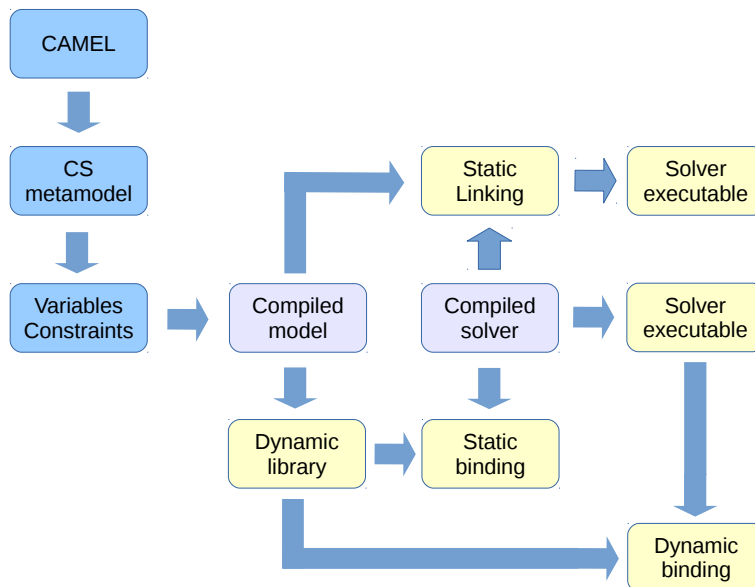 CAMEL
CS
metamodel
Static
Linking
Solver
executable
Variables
Constraints
Compiled
model
Compiled
solver
Solver
executable
Dynamic
library
Static
binding
Dynamic
binding